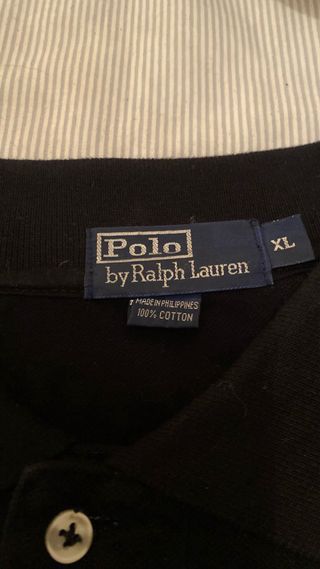 Polo
by Ralph Lauren
XL
MADE IN PHILIPPINES
100% COTTON